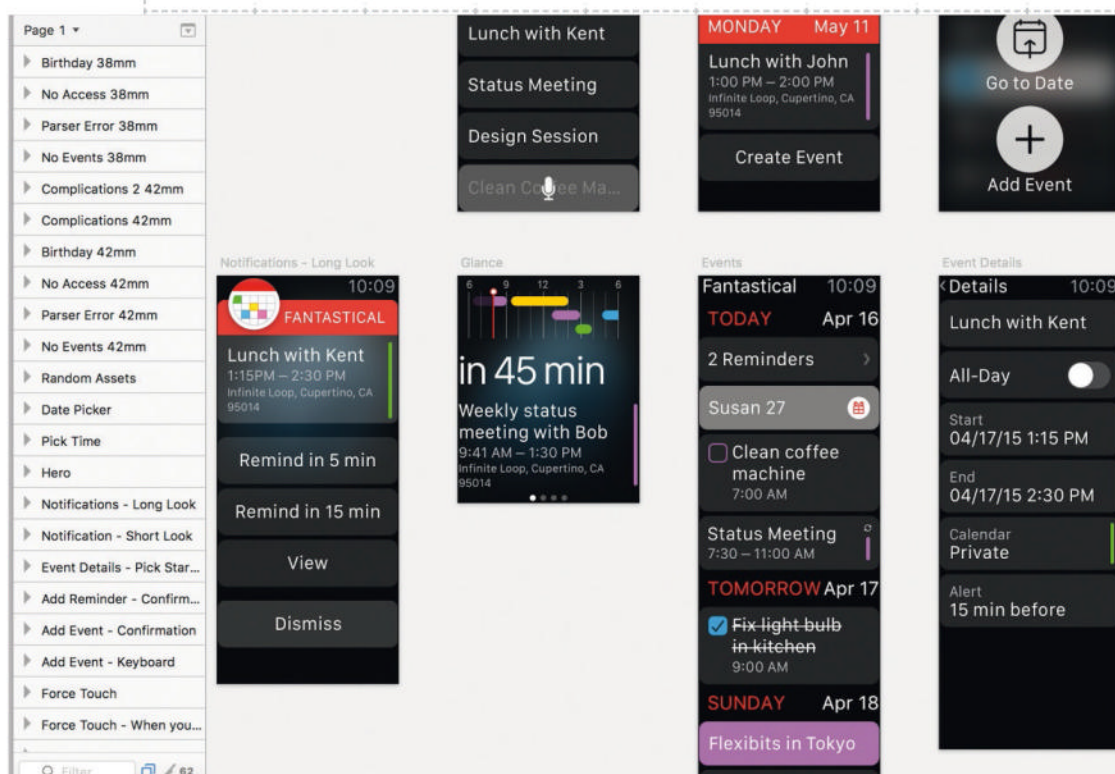 Page 1
Birthday 38mm
No Access 38mm
Parser Error 38mm
No Events 38mm
Complications 2 42mm
Complications 42mm
Birthday 42mm
No Access 42mm
Parser Error 42mm
No Events 42mm
Random Assets
Date Picker
Pick Time
Hero
Notifications - Long Look
Notification - Short Look
Event Details - Pick Star...
Add Reminder - Confirm...
Add Event - Confirmation
Add Event - Keyboard
Force Touch
Force Touch - When you...
Filter
62
Lunch with Kent
Status Meeting
Design Session
Clean Coffee Ma...
MONDAY May 11
Lunch with John
1:00 PM – 2:00 PM
Infinite Loop, Cupertino, CA
95014
Create Event
Go to Date
Add Event
Notifications - Long Look
10:09
FANTASTICAL
Lunch with Kent
1:15PM – 2:30 PM
Infinite Loop, Cupertino, CA
95014
Remind in 5 min
Remind in 15 min
View
Dismiss
Glance
6 9 12 3 6
in 45 min
Weekly status
meeting with Bob
9:41 AM – 1:30 PM
Infinite Loop, Cupertino, CA
95014
Events
Fantastical 10:09
TODAY Apr 16
2 Reminders
Susan 27
Clean coffee
machine
7:00 AM
Status Meeting
7:30 – 11:00 AM
TOMORROW Apr 17
Fix light bulb
in kitchen
9:00 AM
SUNDAY Apr 18
Flexibits in Tokyo
Event Details
Details 10:09
Lunch with Kent
All-Day
Start
04/17/15 1:15 PM
End
04/17/15 2:30 PM
Calendar
Private
Alert
15 min before